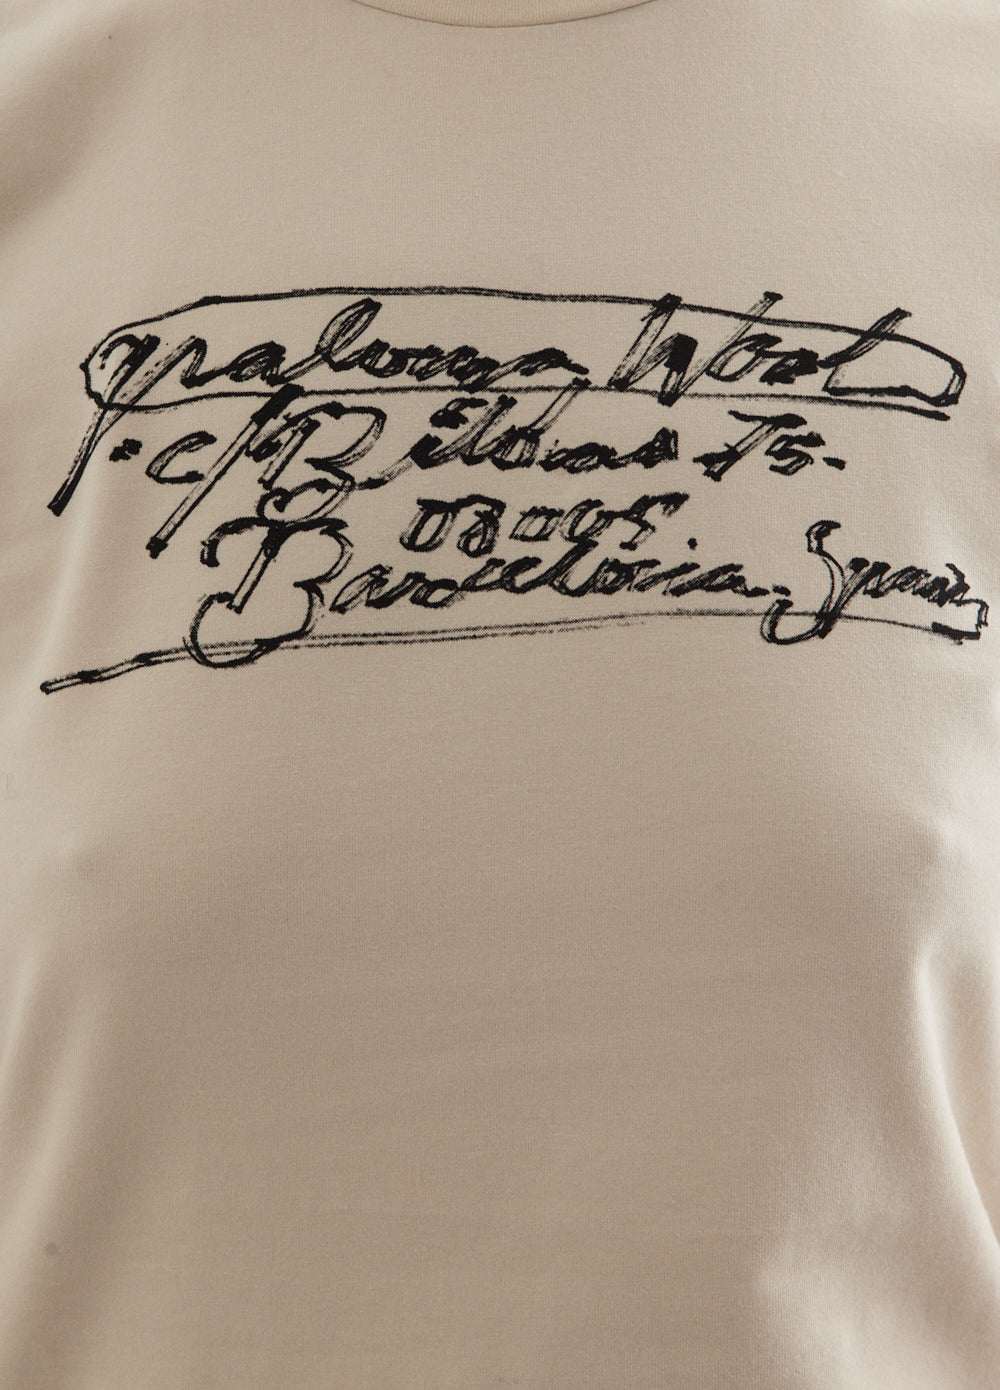 paloma Wool
. c/Bilbao 75.
08005.
Barcelona. Spain